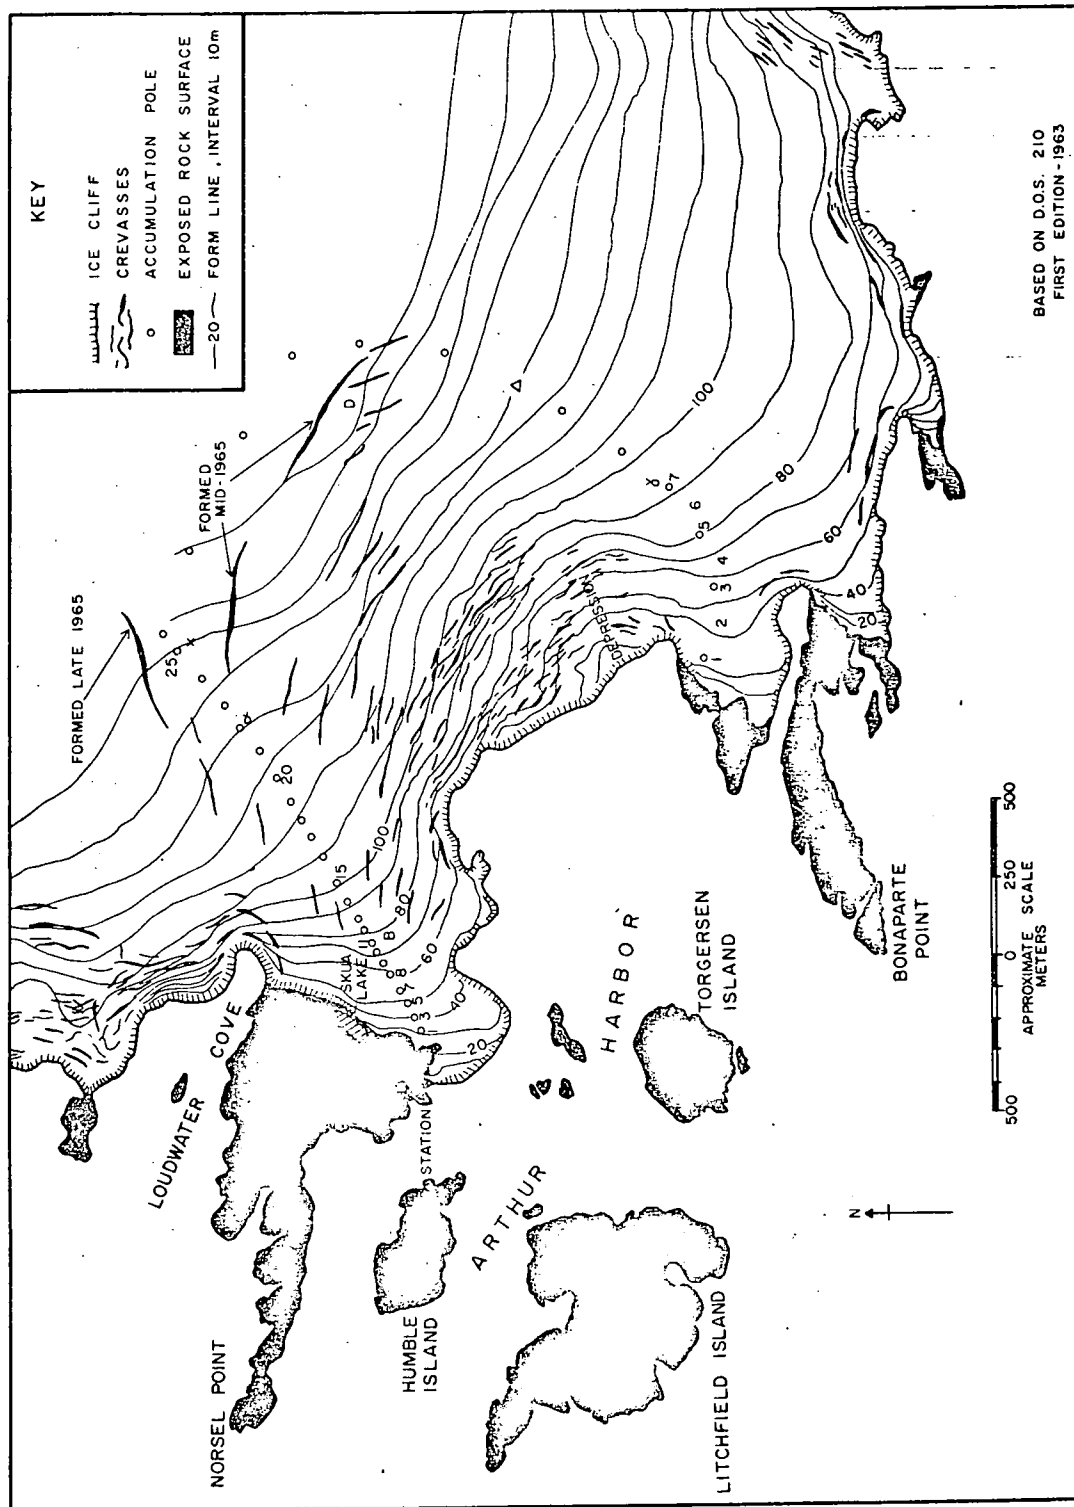 KEY
ICE CLIFF
CREVASSES
ACCUMULATION POLE
EXPOSED ROCK SURFACE
—20— FORM LINE, INTERVAL 10m
FORMED LATE 1965
FORMED
MID-1965
D
Δ
25
X
20
15
100
80
60
40
20
SKUA
LAKE
11
B
8
7
5
3
LOUDWATER COVE
NORSEL POINT
STATION
HUMBLE
ISLAND
ARTHUR HARBOR
LITCHFIELD ISLAND
TORGERSEN
ISLAND
BONAPARTE
POINT
DEPRESSION
1
2
3
4
5
6
7
100
80
60
40
20
N
500 0 250 500
APPROXIMATE SCALE
METERS
BASED ON D.O.S. 210
FIRST EDITION-1963